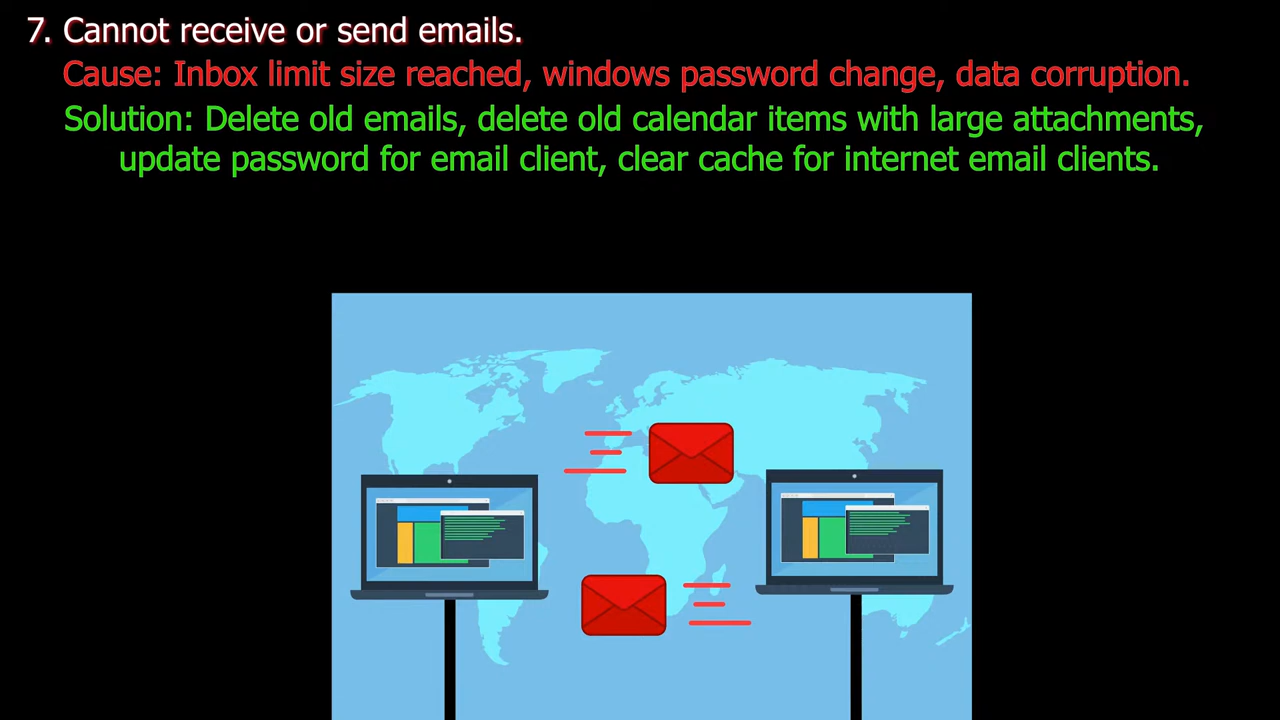 7. Cannot receive or send emails.
Cause: Inbox limit size reached, windows password change, data corruption.
Solution: Delete old emails, delete old calendar items with large attachments,
update password for email client, clear cache for internet email clients.